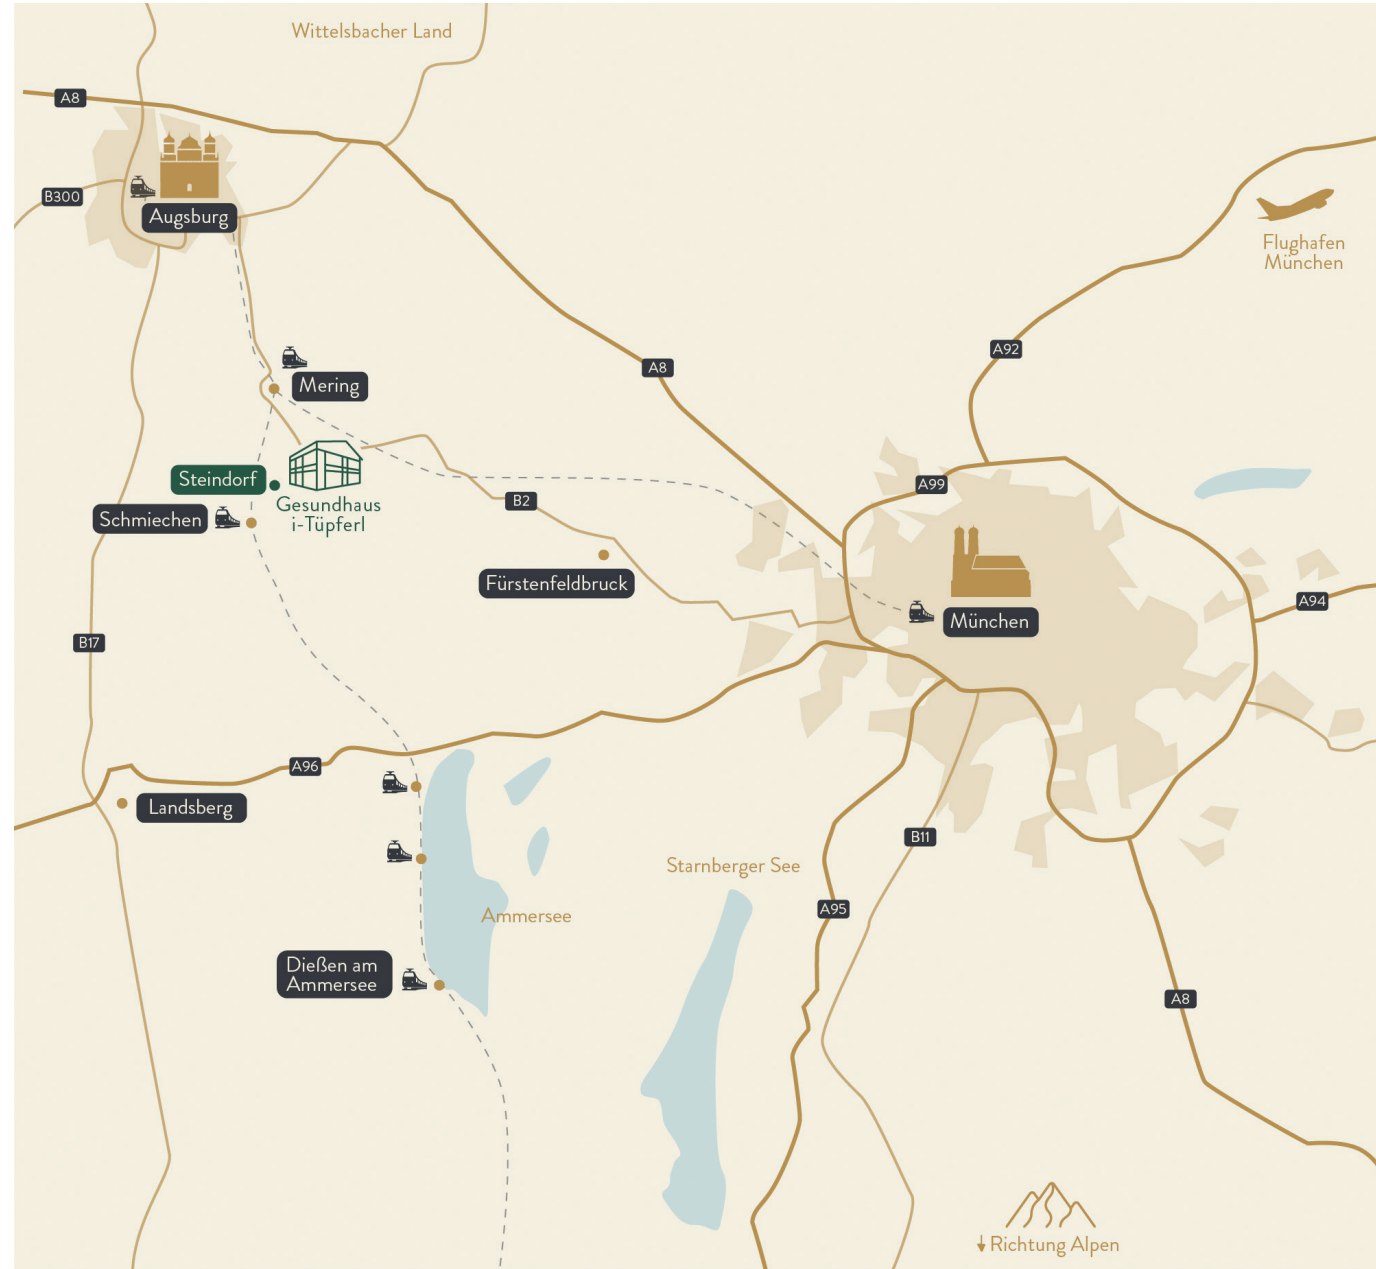 Wittelsbacher Land
A8
B300
Augsburg
Flughafen
München
A92
A8
Mering
Steindorf
Gesundhaus
i-Tüpferl
Schmiechen
A99
B2
Fürstenfeldbruck
München
A94
B17
A96
Landsberg
B11
Starnberger See
A95
Ammersee
Dießen am
Ammersee
A8
Richtung Alpen